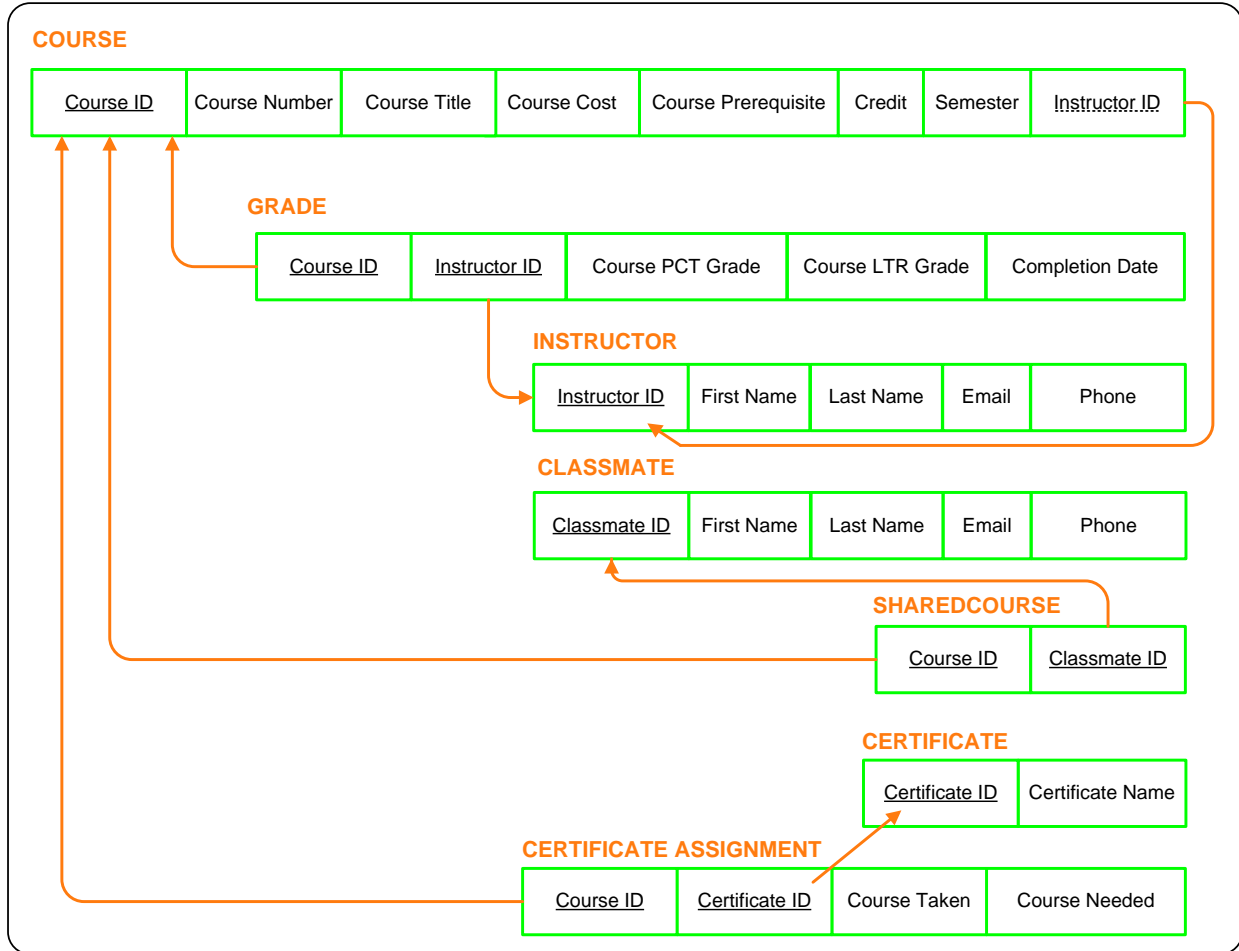 COURSE
Course ID Course Number Course Title Course Cost Course Prerequisite Credit Semester Instructor ID
GRADE
Course ID Instructor ID Course PCT Grade Course LTR Grade Completion Date
INSTRUCTOR
Instructor ID First Name Last Name Email Phone
CLASSMATE
Classmate ID First Name Last Name Email Phone
SHAREDCOURSE
Course ID Classmate ID
CERTIFICATE
Certificate ID Certificate Name
CERTIFICATE ASSIGNMENT
Course ID Certificate ID Course Taken Course Needed